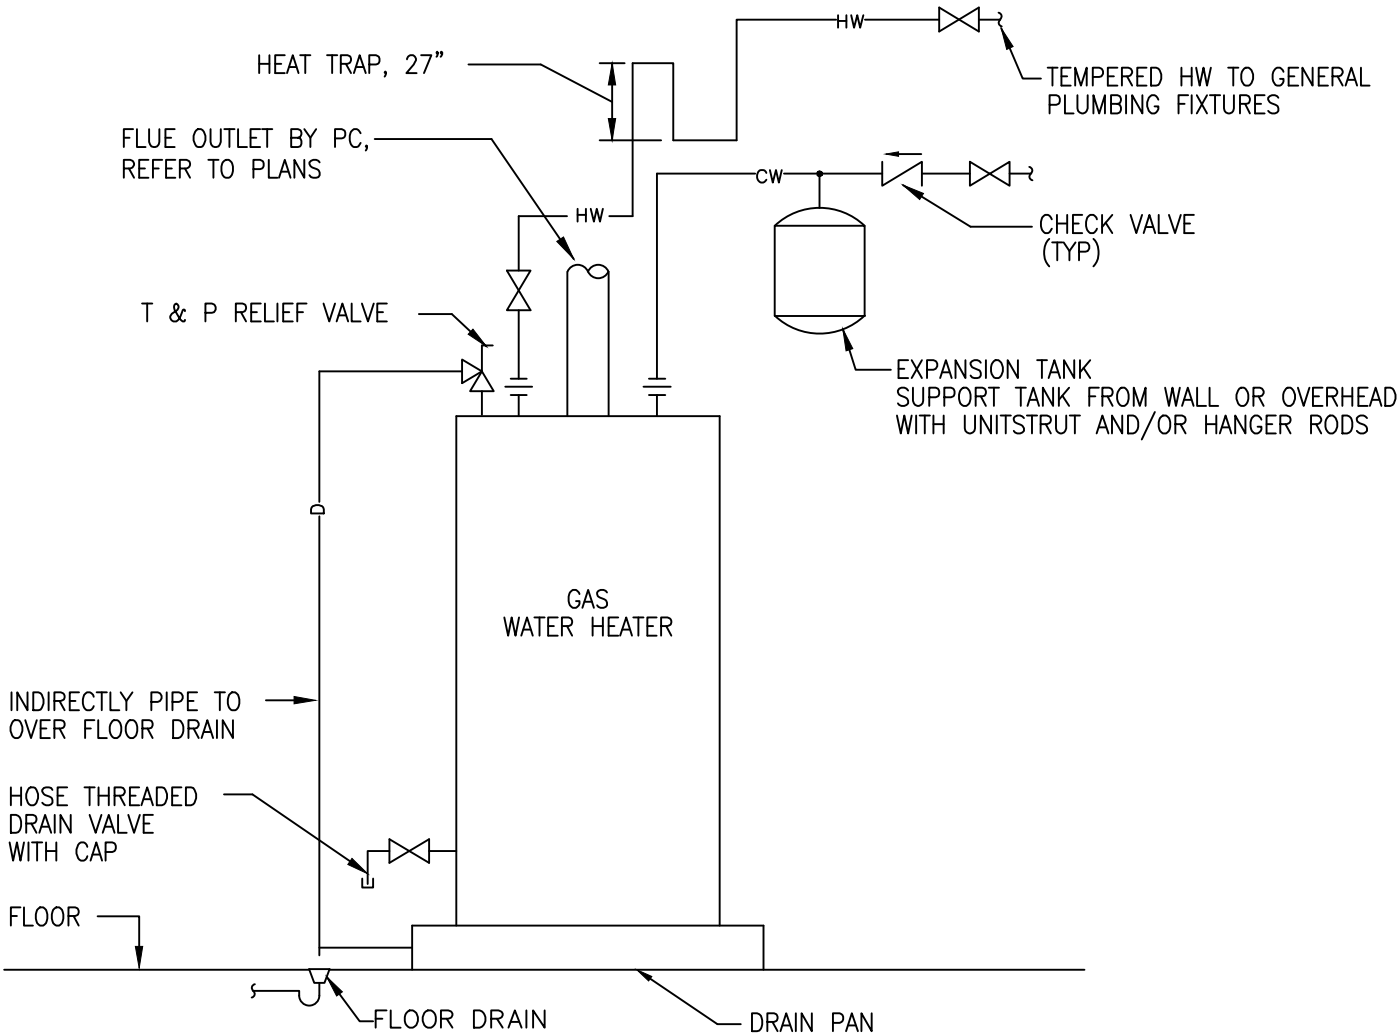 HW
HEAT TRAP, 27”
TEMPERED HW TO GENERAL
PLUMBING FIXTURES
FLUE OUTLET BY PC,
REFER TO PLANS
CW
HW
CHECK VALVE
(TYP)
T & P RELIEF VALVE
EXPANSION TANK
SUPPORT TANK FROM WALL OR OVERHEAD
WITH UNITSTRUT AND/OR HANGER RODS
D
GAS
WATER HEATER
INDIRECTLY PIPE TO
OVER FLOOR DRAIN
HOSE THREADED
DRAIN VALVE
WITH CAP
FLOOR
FLOOR DRAIN
DRAIN PAN